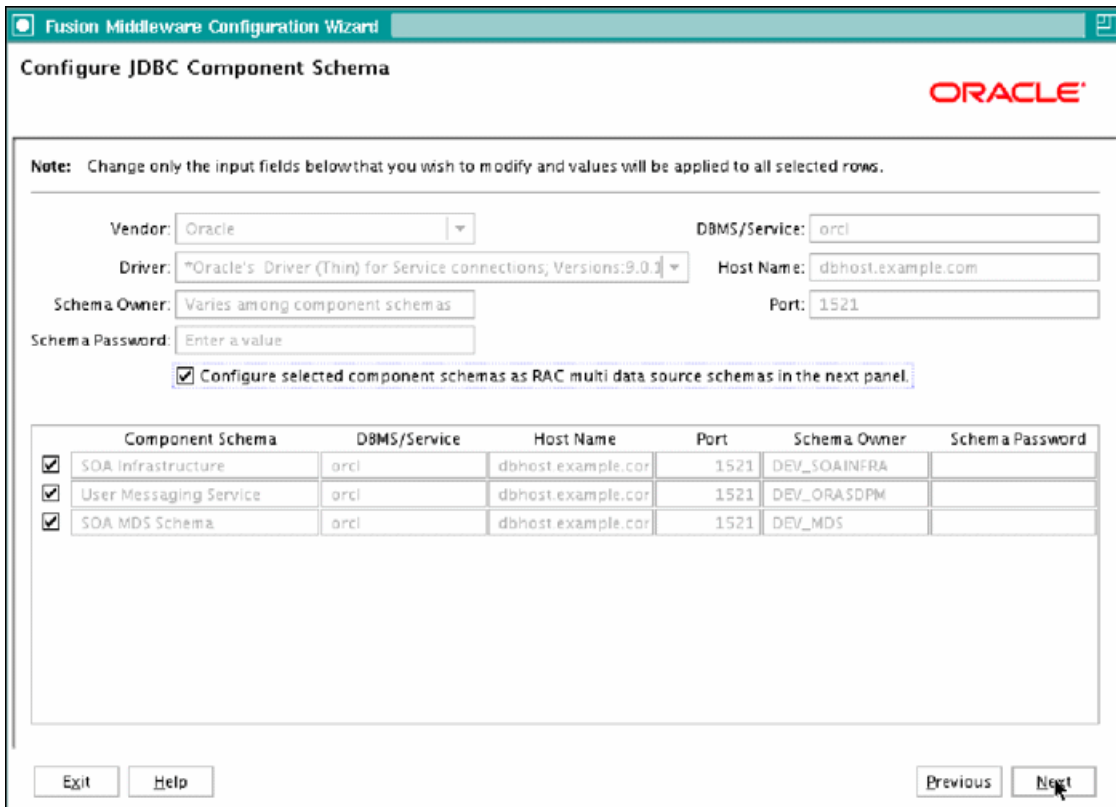 Fusion Middleware Configuration Wizard
Configure JDBC Component Schema
ORACLE
Note: Change only the input fields below that you wish to modify and values will be applied to all selected rows.
Vendor: Oracle DBMS/Service: orcl
Driver: *Oracle's Driver (Thin) for Service connections; Versions:9.0.1 Host Name: dbhost.example.com
Schema Owner: Varies among component schemas Port: 1521
Schema Password: Enter a value
Configure selected component schemas as RAC multi data source schemas in the next panel.
Component Schema DBMS/Service Host Name Port Schema Owner Schema Password
SOA Infrastructure orcl dbhost.example.cor 1521 DEV_SOAINFRA
User Messaging Service orcl dbhost.example.cor 1521 DEV_ORASDPM
SOA MDS Schema orcl dbhost.example.cor 1521 DEV_MDS
Exit Help Previous Next